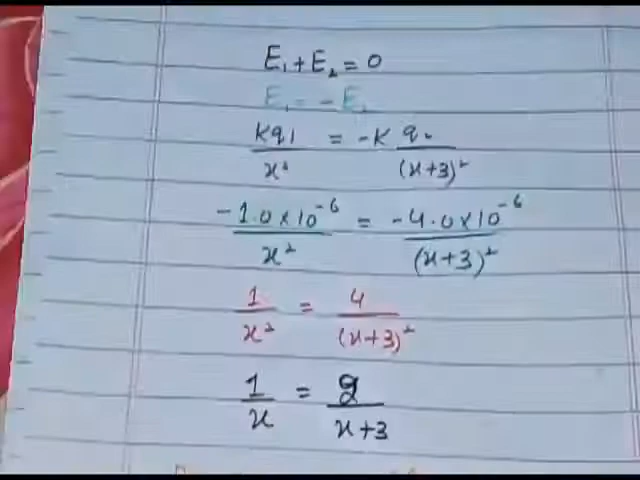 E₁ + E₂ = 0
E₁ = - E₂
Kq1/x² = -K q₂/(x+3)²
-1.0×10⁻⁶/x² = -4.0×10⁻⁶/(x+3)²
1/x² = 4/(x+3)²
1/x = 2/(x+3)